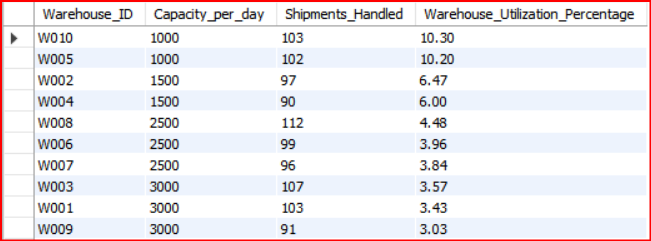 Warehouse_ID Capacity_per_day Shipments_Handled Warehouse_Utilization_Percentage
W010 1000 103 10.30
W005 1000 102 10.20
W002 1500 97 6.47
W004 1500 90 6.00
W008 2500 112 4.48
W006 2500 99 3.96
W007 2500 96 3.84
W003 3000 107 3.57
W001 3000 103 3.43
W009 3000 91 3.03